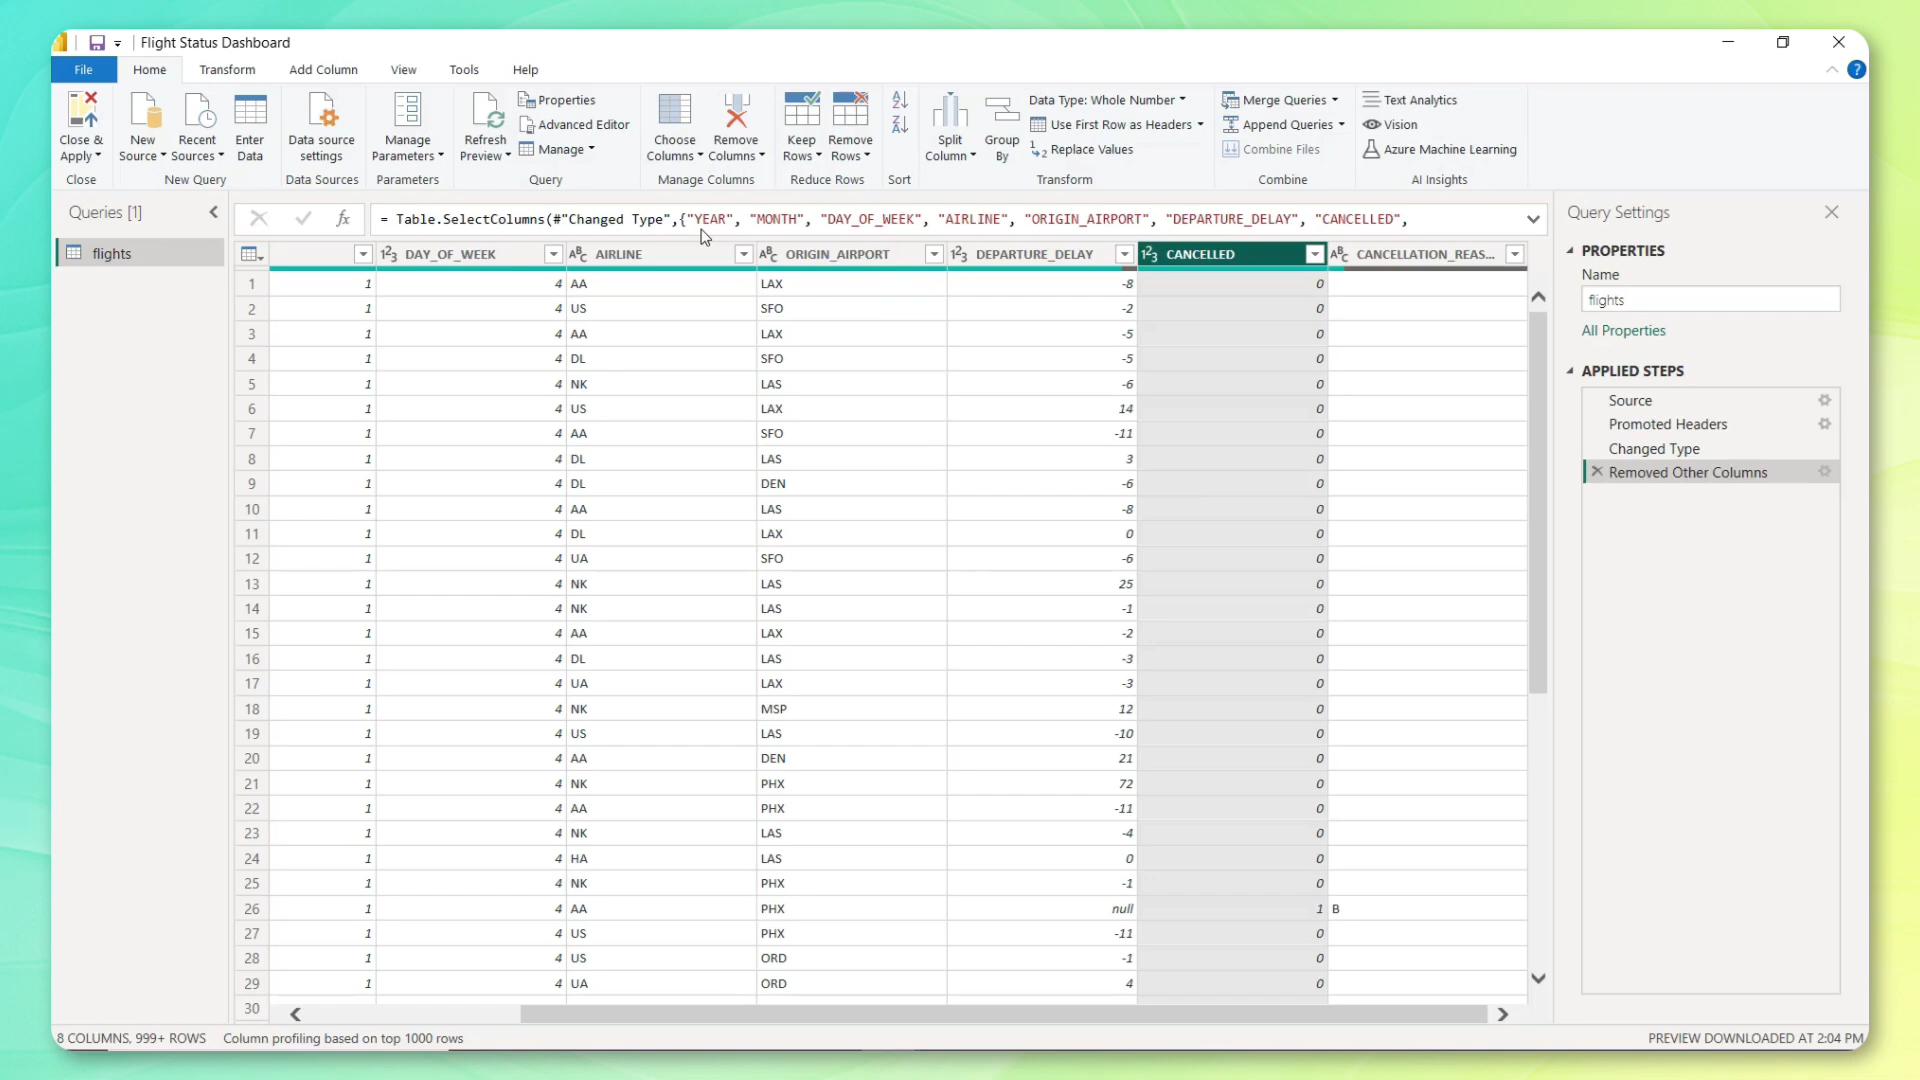 Flight Status Dashboard
File Home Transform Add Column View Tools Help
Close & Apply
New Source
Recent Sources
Enter Data
Data source settings
Manage Parameters
Refresh Preview
Properties
Advanced Editor
Manage
Choose Columns
Remove Columns
Keep Rows
Remove Rows
Split Column
Group By
Data Type: Whole Number
Use First Row as Headers
Replace Values
Merge Queries
Append Queries
Combine Files
Text Analytics
Vision
Azure Machine Learning
Close New Query Data Sources Parameters Query Manage Columns Reduce Rows Sort Transform Combine AI Insights
Queries [1]
flights
= Table.SelectColumns(#"Changed Type",{"YEAR", "MONTH", "DAY_OF_WEEK", "AIRLINE", "ORIGIN_AIRPORT", "DEPARTURE_DELAY", "CANCELLED",
DAY_OF_WEEK AIRLINE ORIGIN_AIRPORT DEPARTURE_DELAY CANCELLED CANCELLATION_REAS...
1 1 4 AA LAX -8 0
2 1 4 US SFO -2 0
3 1 4 AA LAX -5 0
4 1 4 DL SFO -5 0
5 1 4 NK LAS -6 0
6 1 4 US LAX 14 0
7 1 4 AA SFO -11 0
8 1 4 DL LAS 3 0
9 1 4 DL DEN -6 0
10 1 4 AA LAS -8 0
11 1 4 DL LAX 0 0
12 1 4 UA SFO -6 0
13 1 4 NK LAS 25 0
14 1 4 NK LAS -1 0
15 1 4 AA LAX -2 0
16 1 4 DL LAS -3 0
17 1 4 UA LAX -3 0
18 1 4 NK MSP 12 0
19 1 4 US LAS -10 0
20 1 4 AA DEN 21 0
21 1 4 NK PHX 72 0
22 1 4 AA PHX -11 0
23 1 4 NK LAS -4 0
24 1 4 HA LAS 0 0
25 1 4 NK PHX -1 0
26 1 4 AA PHX null 1 B
27 1 4 US PHX -11 0
28 1 4 US ORD -1 0
29 1 4 UA ORD 4 0
30
Query Settings
PROPERTIES
Name
flights
All Properties
APPLIED STEPS
Source
Promoted Headers
Changed Type
Removed Other Columns
8 COLUMNS, 999+ ROWS Column profiling based on top 1000 rows
PREVIEW DOWNLOADED AT 2:04 PM